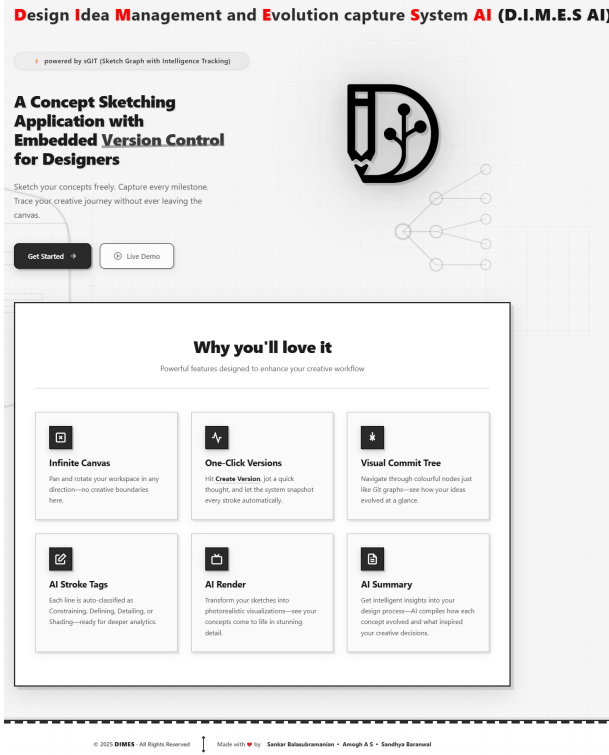 Design Idea Management and Evolution capture System AI (D.I.M.E.S AI)
powered by sGIT (Sketch Graph with Intelligence Tracking)
A Concept Sketching
Application with
Embedded Version Control
for Designers
Sketch your concepts freely. Capture every milestone.
Trace your creative journey without ever leaving the
canvas.
Get Started →
Live Demo
Why you'll love it
Powerful features designed to enhance your creative workflow
Infinite Canvas
Pan and rotate your workspace in any
direction—no creative boundaries
here.
One-Click Versions
Hit Create Version, jot a quick
thought, and let the system snapshot
every stroke automatically.
Visual Commit Tree
Navigate through colourful nodes just
like Git graphs—see how your ideas
evolved at a glance.
AI Stroke Tags
Each line is auto-classified as
Constraining, Defining, Detailing, or
Shading—ready for deeper analytics.
AI Render
Transform your sketches into
photorealistic visualizations—see your
concepts come to life in stunning
detail.
AI Summary
Get intelligent insights into your
design process—AI compiles how each
concept evolved and what inspired
your creative decisions.
© 2025 DIMES · All Rights Reserved
Made with ❤ by Sankar Balasubramanian • Amogh A S • Sandhya Baranwal